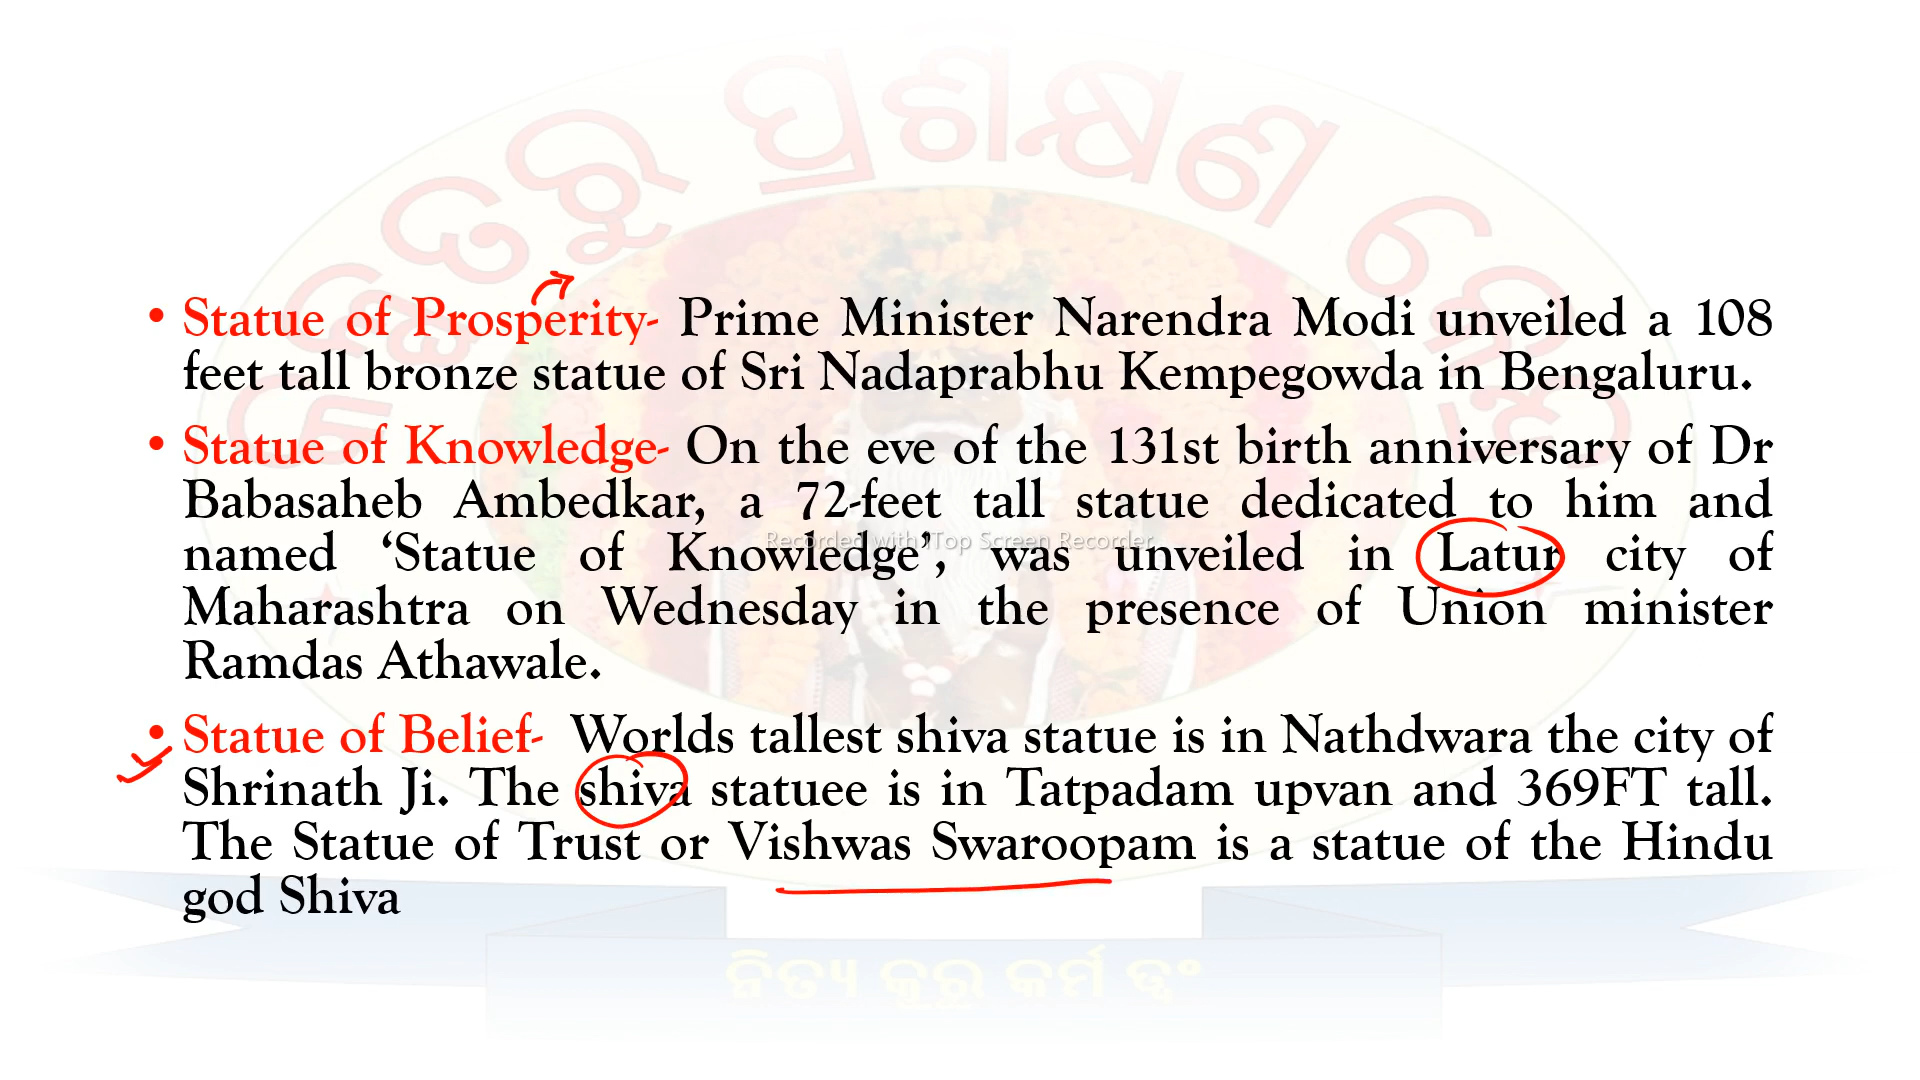 • Statue of Prosperity- Prime Minister Narendra Modi unveiled a 108
feet tall bronze statue of Sri Nadaprabhu Kempegowda in Bengaluru.
• Statue of Knowledge- On the eve of the 131st birth anniversary of Dr
Babasaheb Ambedkar, a 72-feet tall statue dedicated to him and
named ‘Statue of Knowledge’, was unveiled in Latur city of
Recorded with iTop Screen Recorder
Maharashtra on Wednesday in the presence of Union minister
Ramdas Athawale.
• Statue of Belief- Worlds tallest shiva statue is in Nathdwara the city of
Shrinath Ji. The shiva statuee is in Tatpadam upvan and 369FT tall.
The Statue of Trust or Vishwas Swaroopam is a statue of the Hindu
god Shiva
ନିତ୍ୟ କୁରୁ କର୍ମ ତ୍ୱଂ